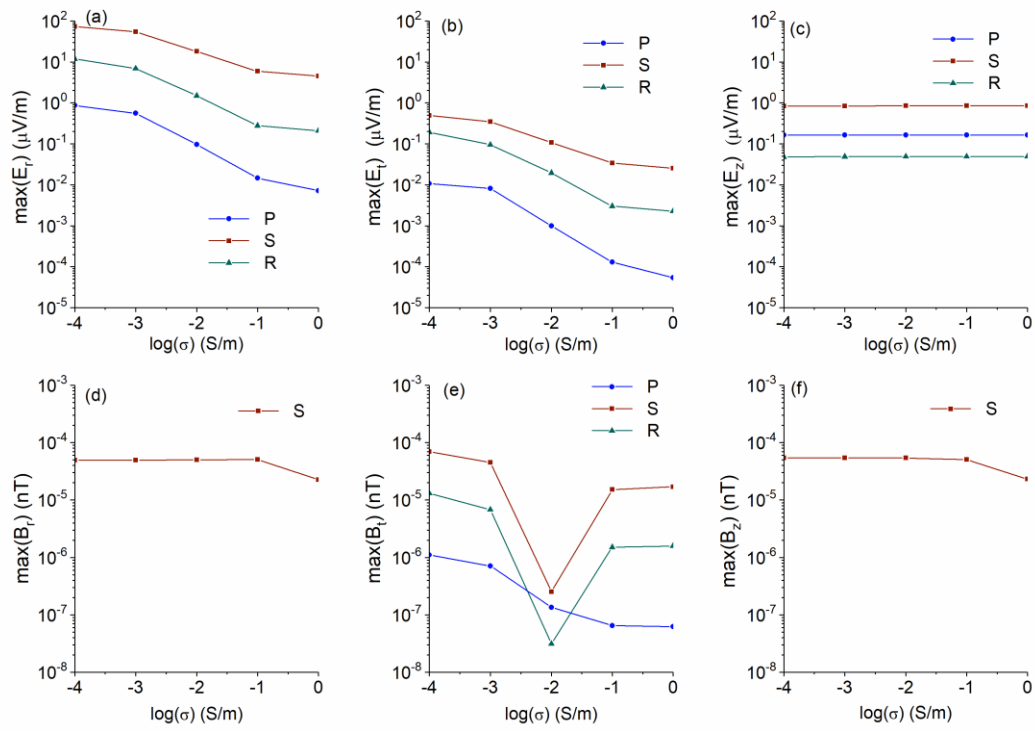 (a)
10²
10¹
10⁰
10⁻¹
10⁻²
10⁻³
10⁻⁴
10⁻⁵
max(Eᵣ) (μV/m)
P
S
R
-4 -3 -2 -1 0
log(σ) (S/m)
(b)
10²
10¹
10⁰
10⁻¹
10⁻²
10⁻³
10⁻⁴
10⁻⁵
max(Eₜ) (μV/m)
P
S
R
-4 -3 -2 -1 0
log(σ) (S/m)
(c)
10²
10¹
10⁰
10⁻¹
10⁻²
10⁻³
10⁻⁴
10⁻⁵
max(E_z) (μV/m)
P
S
R
-4 -3 -2 -1 0
log(σ) (S/m)
(d)
10⁻³
10⁻⁴
10⁻⁵
10⁻⁶
10⁻⁷
10⁻⁸
max(Bᵣ) (nT)
S
-4 -3 -2 -1 0
log(σ) (S/m)
(e)
10⁻³
10⁻⁴
10⁻⁵
10⁻⁶
10⁻⁷
10⁻⁸
max(Bₜ) (nT)
P
S
R
-4 -3 -2 -1 0
log(σ) (S/m)
(f)
10⁻³
10⁻⁴
10⁻⁵
10⁻⁶
10⁻⁷
10⁻⁸
max(B_z) (nT)
S
-4 -3 -2 -1 0
log(σ) (S/m)